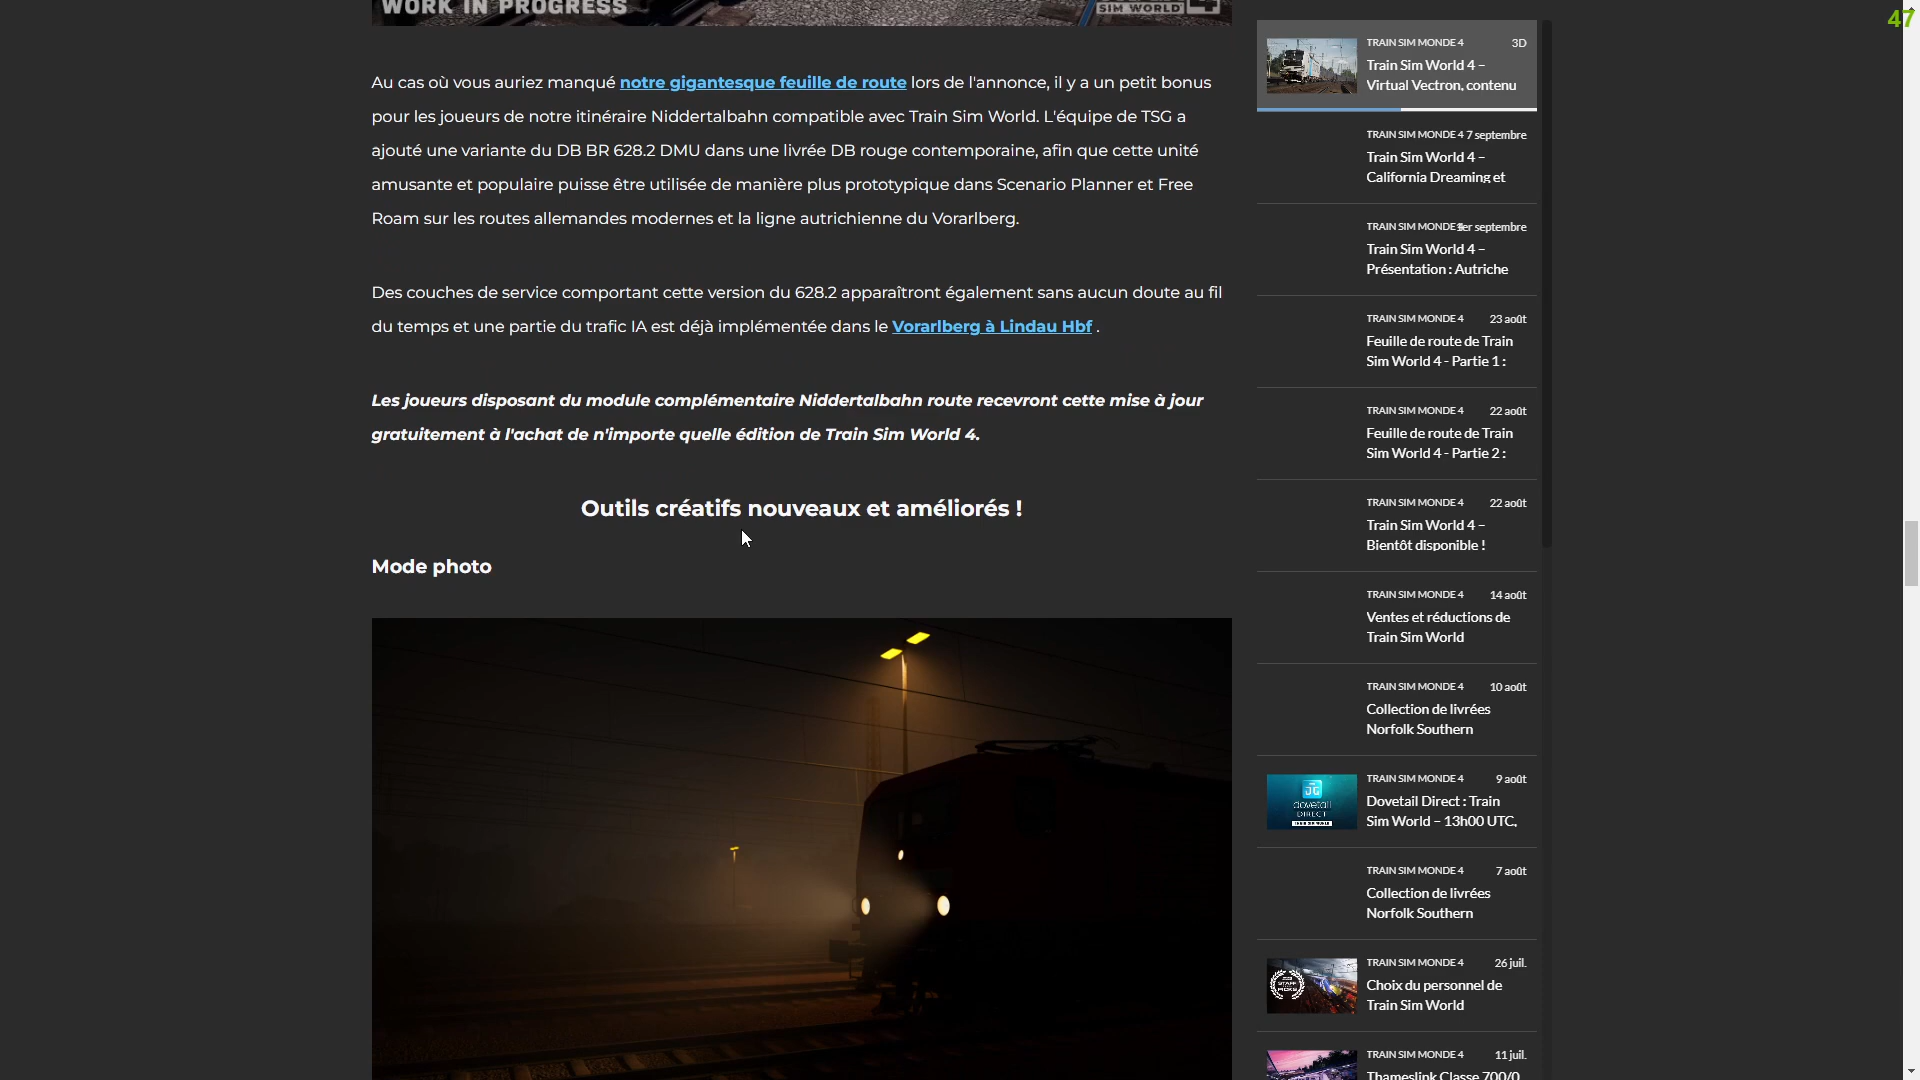 WORK IN PROGRESS
SIM WORLD 4
47
Au cas où vous auriez manqué notre gigantesque feuille de route lors de l'annonce, il y a un petit bonus
pour les joueurs de notre itinéraire Niddertalbahn compatible avec Train Sim World. L'équipe de TSG a
ajouté une variante du DB BR 628.2 DMU dans une livrée DB rouge contemporaine, afin que cette unité
amusante et populaire puisse être utilisée de manière plus prototypique dans Scenario Planner et Free
Roam sur les routes allemandes modernes et la ligne autrichienne du Vorarlberg.
Des couches de service comportant cette version du 628.2 apparaîtront également sans aucun doute au fil
du temps et une partie du trafic IA est déjà implémentée dans le Vorarlberg à Lindau Hbf .
Les joueurs disposant du module complémentaire Niddertalbahn route recevront cette mise à jour
gratuitement à l'achat de n'importe quelle édition de Train Sim World 4.
Outils créatifs nouveaux et améliorés !
Mode photo
TRAIN SIM MONDE 4 3D
Train Sim World 4 –
Virtual Vectron, contenu
TRAIN SIM MONDE 4 7 septembre
Train Sim World 4 –
California Dreaming et
TRAIN SIM MONDE 1er septembre
Train Sim World 4 –
Présentation : Autriche
TRAIN SIM MONDE 4 23 août
Feuille de route de Train
Sim World 4 - Partie 1 :
TRAIN SIM MONDE 4 22 août
Feuille de route de Train
Sim World 4 - Partie 2 :
TRAIN SIM MONDE 4 22 août
Train Sim World 4 –
Bientôt disponible !
TRAIN SIM MONDE 4 14 août
Ventes et réductions de
Train Sim World
TRAIN SIM MONDE 4 10 août
Collection de livrées
Norfolk Southern
dovetail
DIRECT
TRAIN SIM MONDE 4 9 août
Dovetail Direct : Train
Sim World – 13h00 UTC,
TRAIN SIM MONDE 4 7 août
Collection de livrées
Norfolk Southern
STAFF
PICKS
TRAIN SIM MONDE 4 26 juil.
Choix du personnel de
Train Sim World
TRAIN SIM MONDE 4 11 juil.
Thameslink Classe 700/0